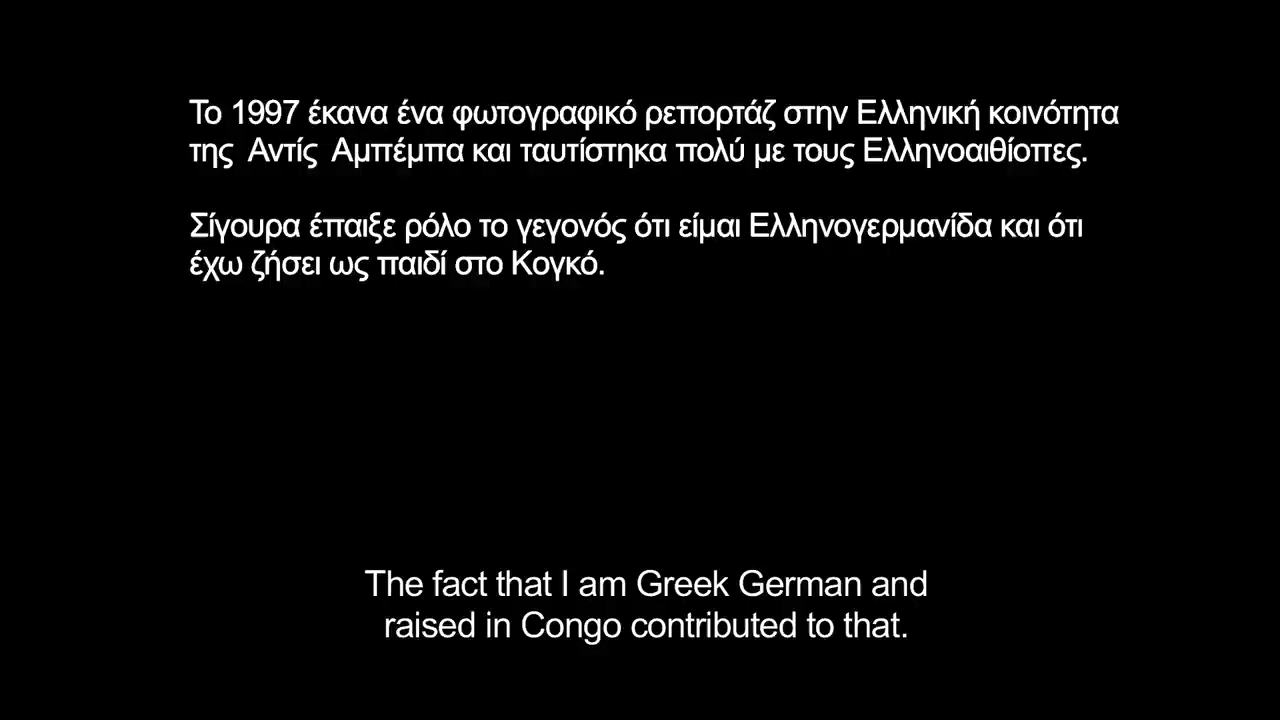 Το 1997 έκανα ένα φωτογραφικό ρεπορτάζ στην Ελληνική κοινότητα
της Αντίς Αμπέμπα και ταυτίστηκα πολύ με τους Ελληνοαιθίοπες.
Σίγουρα έπαιξε ρόλο το γεγονός ότι είμαι Ελληνογερμανίδα και ότι
έχω ζήσει ως παιδί στο Κογκό.
The fact that I am Greek German and
raised in Congo contributed to that.